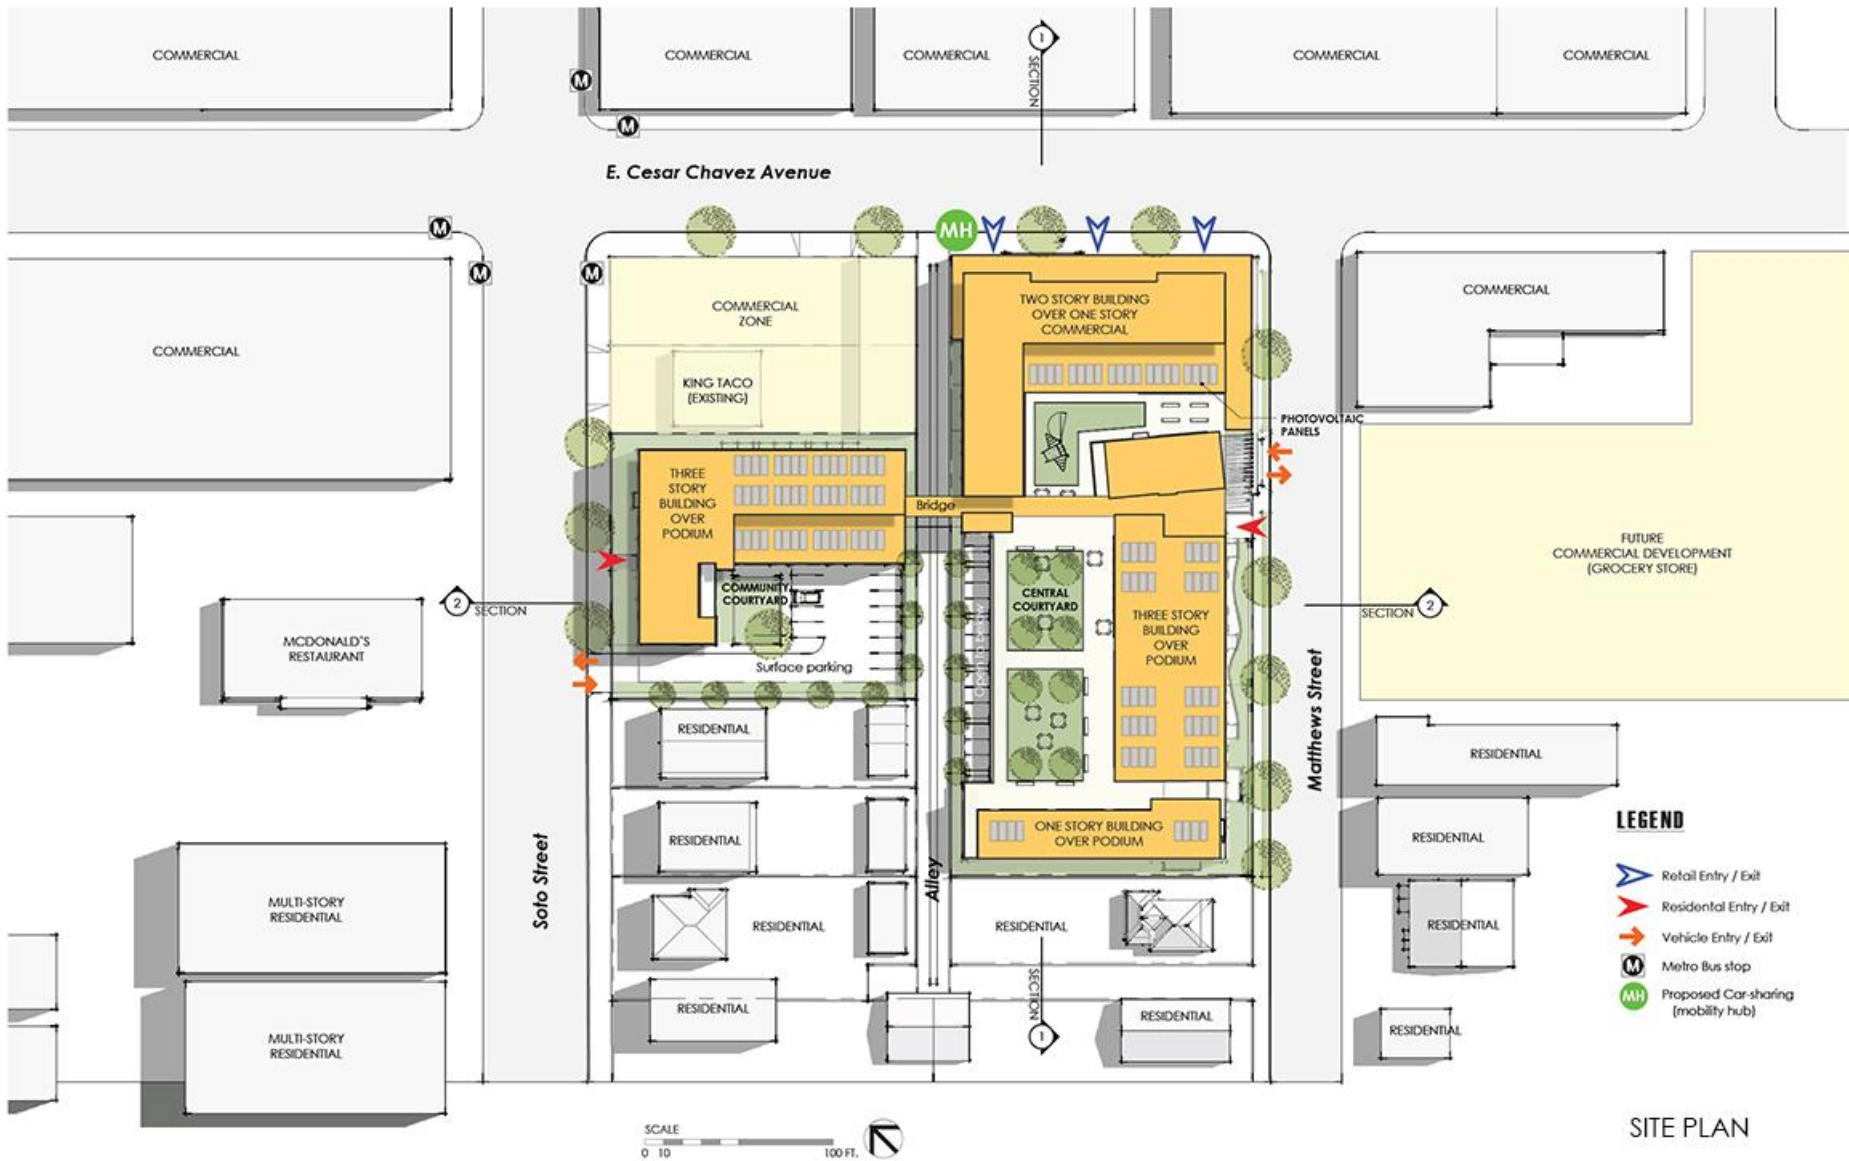 COMMERCIAL
COMMERCIAL
COMMERCIAL
COMMERCIAL
COMMERCIAL
1
SECTION
M
M
E. Cesar Chavez Avenue
M
M
M
MH
COMMERCIAL
COMMERCIAL
ZONE
KING TACO
(EXISTING)
TWO STORY BUILDING
OVER ONE STORY
COMMERCIAL
COMMERCIAL
PHOTOVOLTAIC
PANELS
THREE
STORY
BUILDING
OVER
PODIUM
Bridge
FUTURE
COMMERCIAL DEVELOPMENT
(GROCERY STORE)
2
SECTION
COMMUNITY
COURTYARD
CENTRAL
COURTYARD
THREE STORY
BUILDING
OVER
PODIUM
SECTION
2
MCDONALD'S
RESTAURANT
Surface parking
Matthews Street
RESIDENTIAL
RESIDENTIAL
RESIDENTIAL
ONE STORY BUILDING
OVER PODIUM
RESIDENTIAL
Soto Street
Alley
MULTI-STORY
RESIDENTIAL
RESIDENTIAL
RESIDENTIAL
RESIDENTIAL
RESIDENTIAL
SECTION
1
RESIDENTIAL
RESIDENTIAL
MULTI-STORY
RESIDENTIAL
LEGEND
Retail Entry / Exit
Residental Entry / Exit
Vehicle Entry / Exit
M
Metro Bus stop
MH
Proposed Car-sharing
(mobility hub)
SCALE
0 10 100 FT.
SITE PLAN